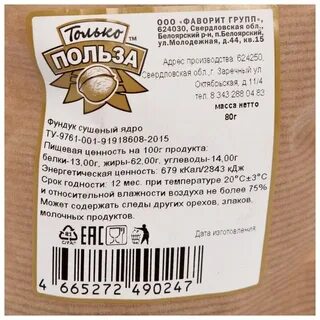 Только
ПОЛЬЗА
TM
ООО "ФАВОРИТ ГРУПП",
624030, Свердловская обл.,
Белоярский р-н, п.Белоярский,
ул.Молодежная, д.44, кв.15
Адрес производства: 624250,
Свердловская обл.,г. Заречный ул.
Октябрьская, д.11/4
тел. 8 343 288 04 83
масса нетто
80г
Фундук сушеный ядро
ТУ-9761-001-91918608-2015
Пищевая ценность на 100г продукта:
белки-13,00г, жиры-62,00г, углеводы-14,00г
Энергетическая ценность: 679 кКал/2843 кДж
Срок годности: 12 мес. при температуре 20°C±3°C
и относительной влажности воздуха не более 75%
Может содержать следы других орехов, злаков,
молочных продуктов.
EAC
4 665272 490247